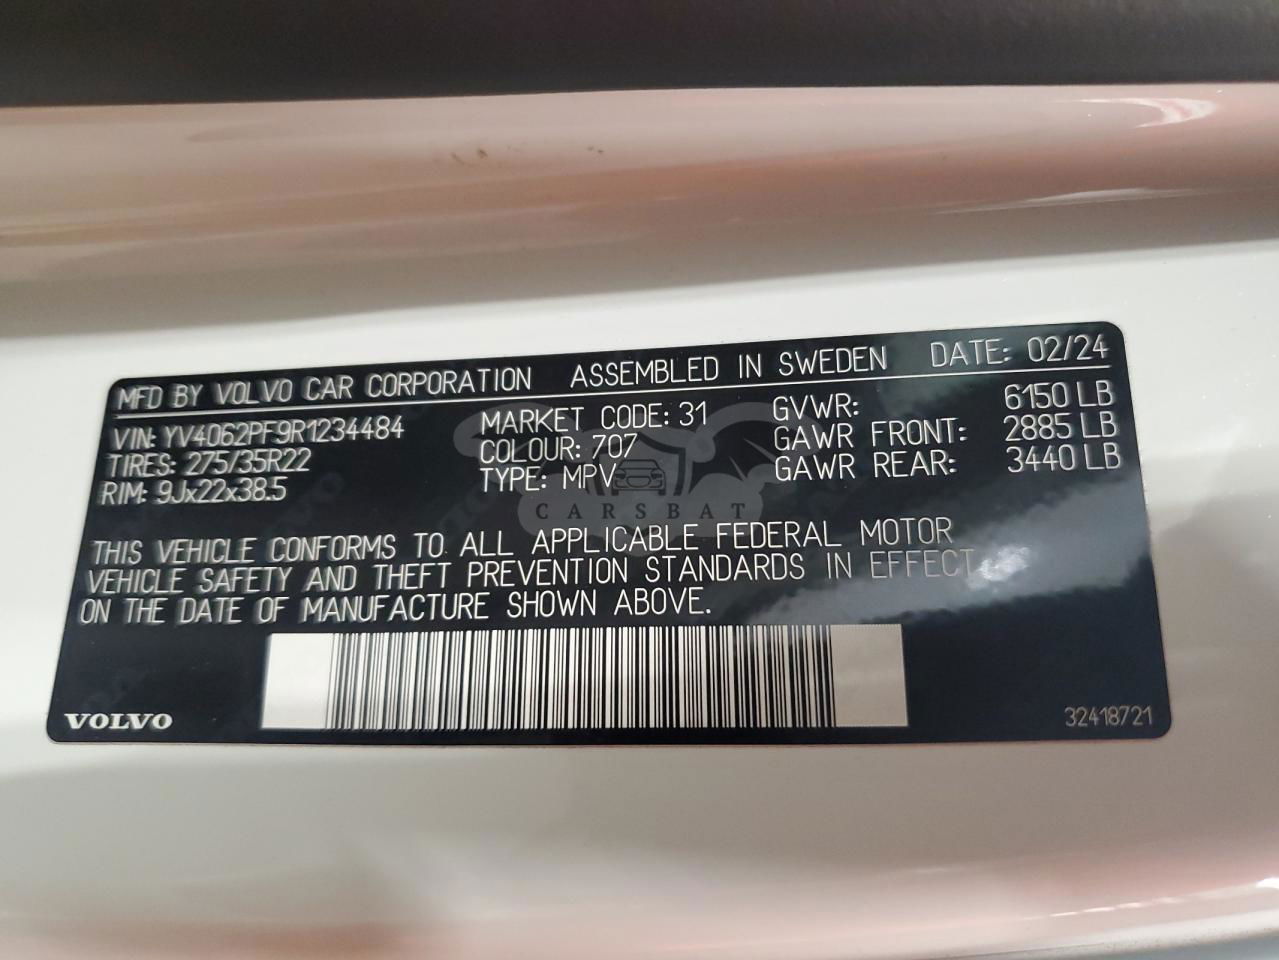 MFD BY VOLVO CAR CORPORATION ASSEMBLED IN SWEDEN DATE: 02/24
VIN: YV4062PF9R1234484 MARKET CODE: 31 GVWR: 6150 LB
TIRES: 275/35R22 COLOUR: 707 GAWR FRONT: 2885 LB
RIM: 9Jx22x38.5 TYPE: MPV GAWR REAR: 3440 LB
CARSBAT
THIS VEHICLE CONFORMS TO ALL APPLICABLE FEDERAL MOTOR
VEHICLE SAFETY AND THEFT PREVENTION STANDARDS IN EFFECT
ON THE DATE OF MANUFACTURE SHOWN ABOVE.
VOLVO 32418721